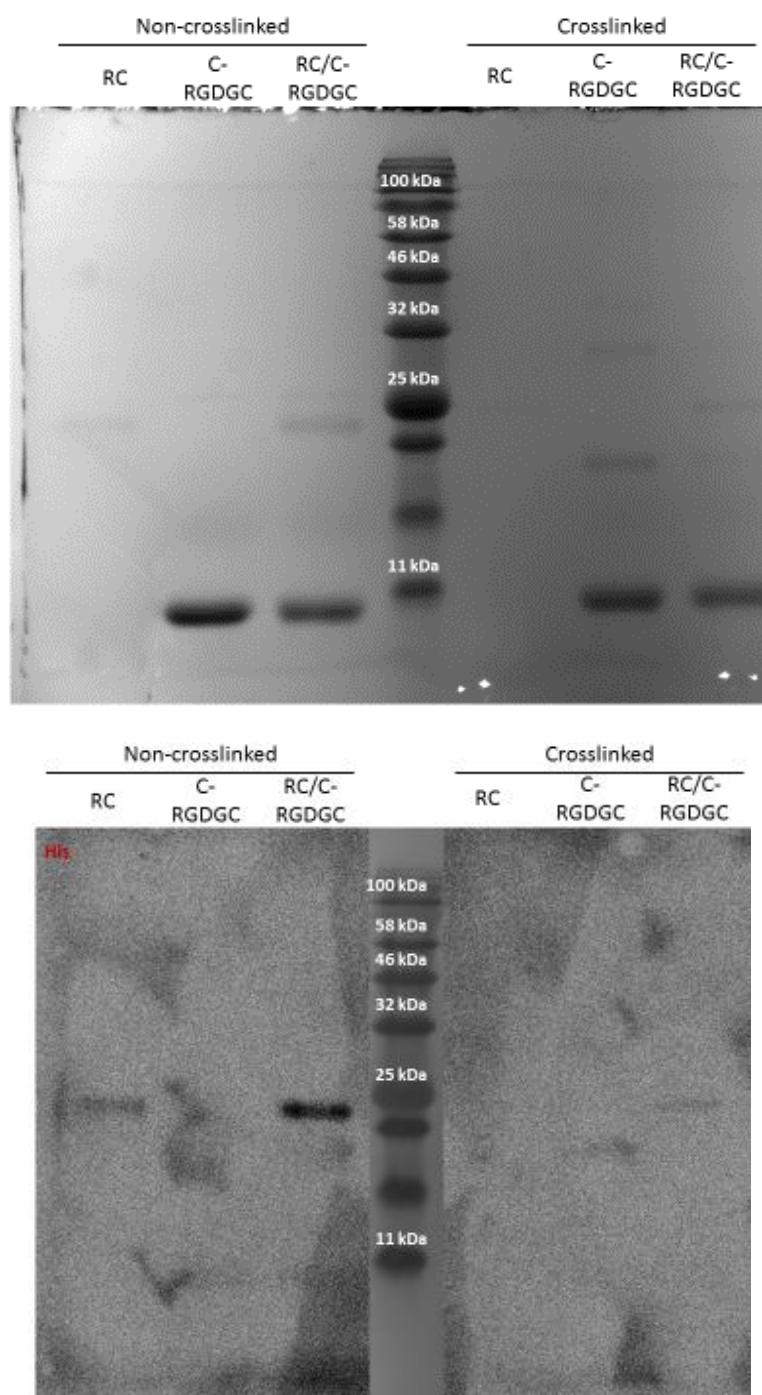 Non-crosslinked
Crosslinked
RC
C-
RGDGC
RC/C-
RGDGC
RC
C-
RGDGC
RC/C-
RGDGC
100 kDa
58 kDa
46 kDa
32 kDa
25 kDa
11 kDa
Non-crosslinked
Crosslinked
RC
C-
RGDGC
RC/C-
RGDGC
RC
C-
RGDGC
RC/C-
RGDGC
His
100 kDa
58 kDa
46 kDa
32 kDa
25 kDa
11 kDa